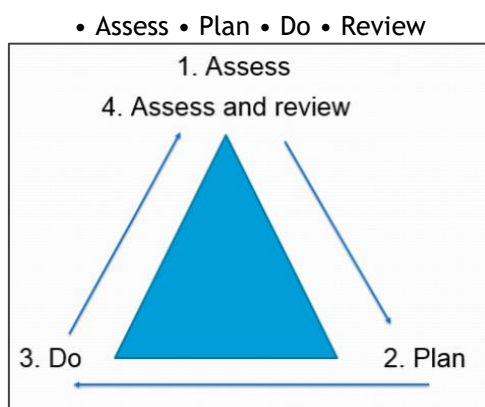 • Assess • Plan • Do • Review
1. Assess
4. Assess and review
3. Do
2. Plan